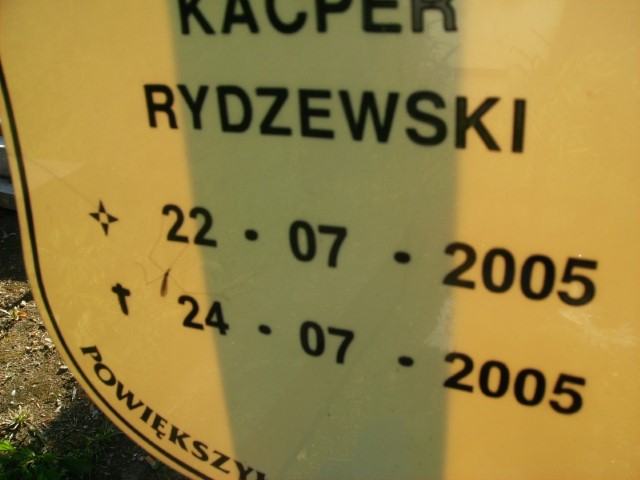 KACPER
RYDZEWSKI
22 · 07 · 2005
24 · 07 · 2005